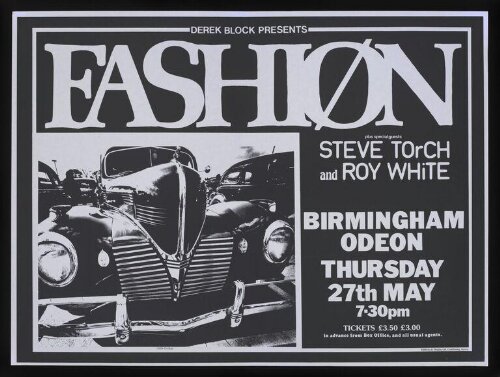 DEREK BLOCK PRESENTS
FASHIØN
plus special guests
STEVE TOrCH
and ROY WHiTE
BIRMINGHAM
ODEON
THURSDAY
27th MAY
7·30pm
TICKETS £3.50 £3.00
in advance from Box Office, and all usual agents.